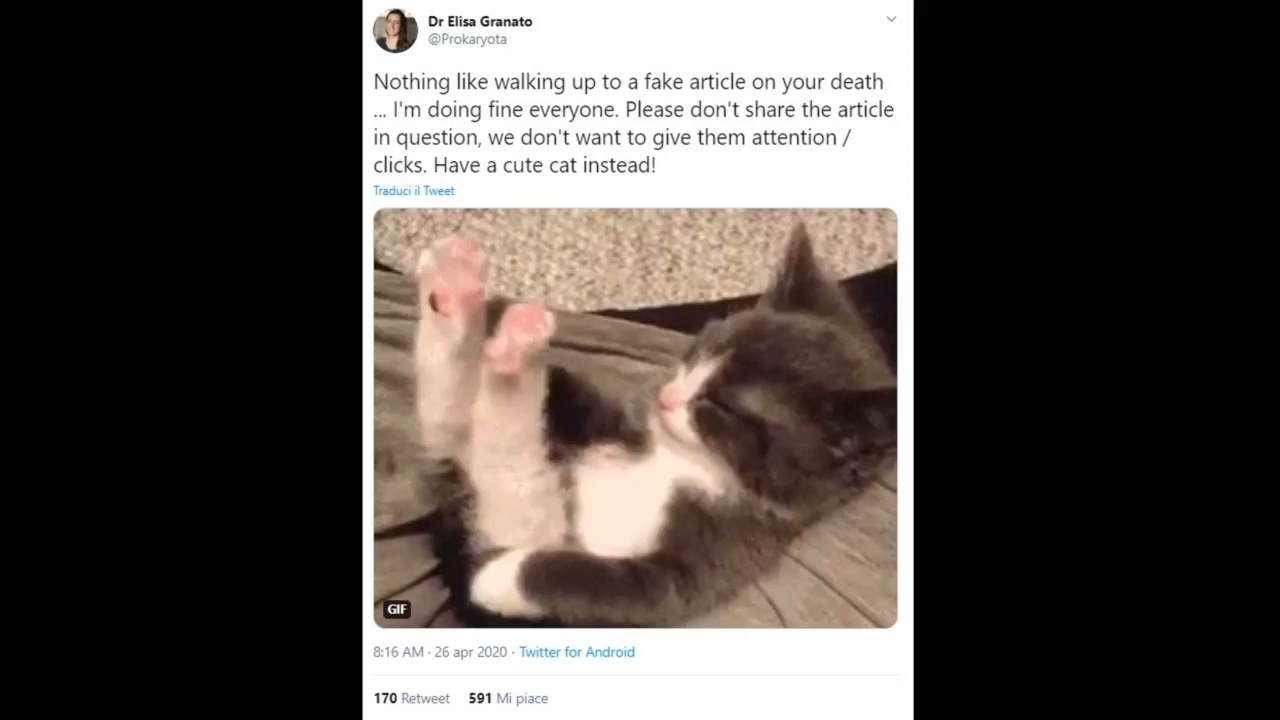 Dr Elisa Granato
@Prokaryota
Nothing like walking up to a fake article on your death
... I'm doing fine everyone. Please don't share the article
in question, we don't want to give them attention /
clicks. Have a cute cat instead!
Traduci il Tweet
GIF
8:16 AM · 26 apr 2020 · Twitter for Android
170 Retweet 591 Mi piace